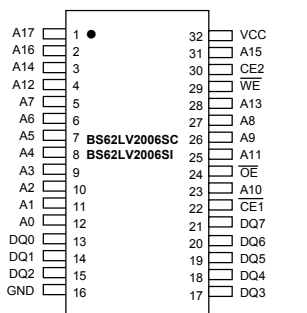 A17 1 32 VCC
A16 2 31 A15
A14 3 30 CE2
A12 4 29 WE
A7 5 28 A13
A6 6 27 A8
A5 7 BS62LV2006SC 26 A9
A4 8 BS62LV2006SI 25 A11
A3 9 24 OE
A2 10 23 A10
A1 11 22 CE1
A0 12 21 DQ7
DQ0 13 20 DQ6
DQ1 14 19 DQ5
DQ2 15 18 DQ4
GND 16 17 DQ3